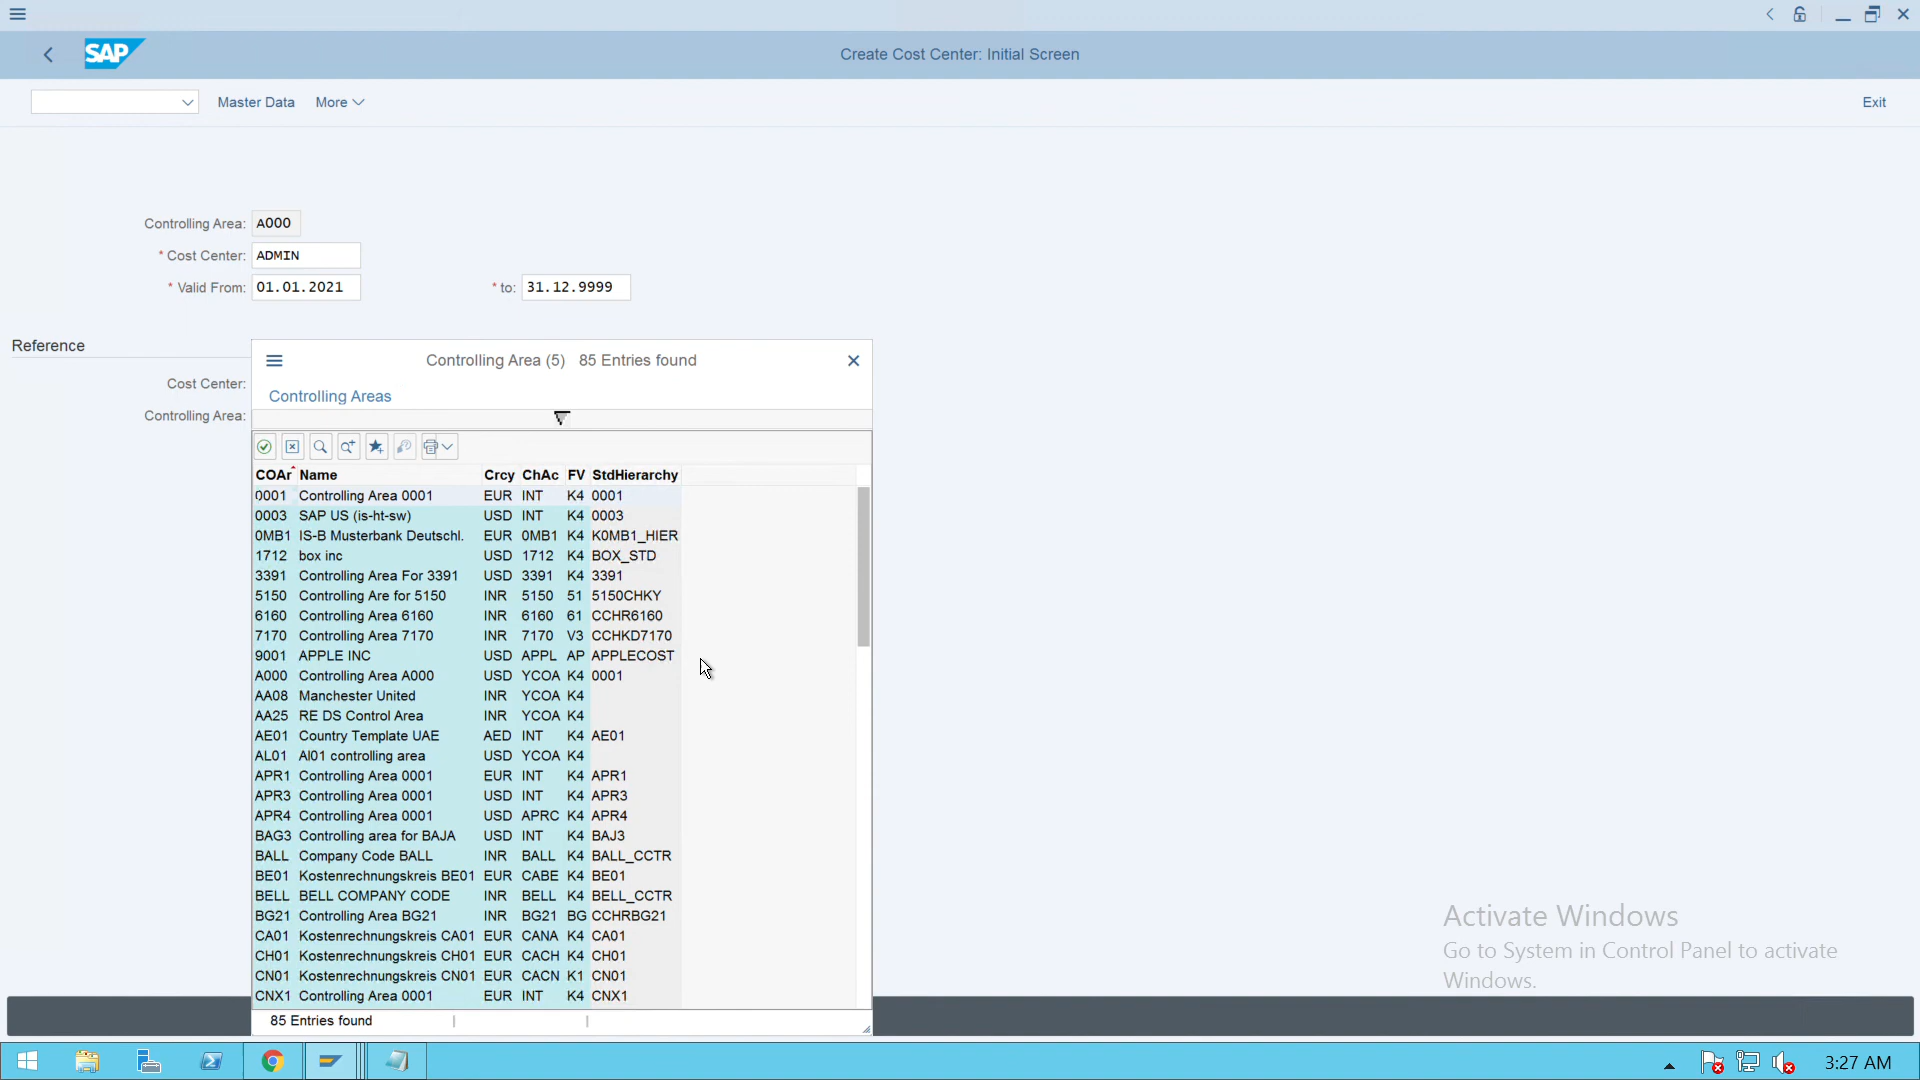 SAP
Create Cost Center: Initial Screen
Master Data More Exit
Controlling Area: A000
* Cost Center: ADMIN
* Valid From: 01.01.2021 * to: 31.12.9999
Reference
Cost Center:
Controlling Area:
Controlling Area (5) 85 Entries found
Controlling Areas
COAr Name Crcy ChAc FV StdHierarchy
0001 Controlling Area 0001 EUR INT K4 0001
0003 SAP US (is-ht-sw) USD INT K4 0003
0MB1 IS-B Musterbank Deutschl. EUR 0MB1 K4 K0MB1_HIER
1712 box inc USD 1712 K4 BOX_STD
3391 Controlling Area For 3391 USD 3391 K4 3391
5150 Controlling Are for 5150 INR 5150 51 5150CHKY
6160 Controlling Area 6160 INR 6160 61 CCHR6160
7170 Controlling Area 7170 INR 7170 V3 CCHKD7170
9001 APPLE INC USD APPL AP APPLECOST
A000 Controlling Area A000 USD YCOA K4 0001
AA08 Manchester United INR YCOA K4
AA25 RE DS Control Area INR YCOA K4
AE01 Country Template UAE AED INT K4 AE01
AL01 Al01 controlling area USD YCOA K4
APR1 Controlling Area 0001 EUR INT K4 APR1
APR3 Controlling Area 0001 USD INT K4 APR3
APR4 Controlling Area 0001 USD APRC K4 APR4
BAG3 Controlling area for BAJA USD INT K4 BAJ3
BALL Company Code BALL INR BALL K4 BALL_CCTR
BE01 Kostenrechnungskreis BE01 EUR CABE K4 BE01
BELL BELL COMPANY CODE INR BELL K4 BELL_CCTR
BG21 Controlling Area BG21 INR BG21 BG CCHRBG21
CA01 Kostenrechnungskreis CA01 EUR CANA K4 CA01
CH01 Kostenrechnungskreis CH01 EUR CACH K4 CH01
CN01 Kostenrechnungskreis CN01 EUR CACN K1 CN01
CNX1 Controlling Area 0001 EUR INT K4 CNX1
85 Entries found
Activate Windows
Go to System in Control Panel to activate
Windows.
3:27 AM